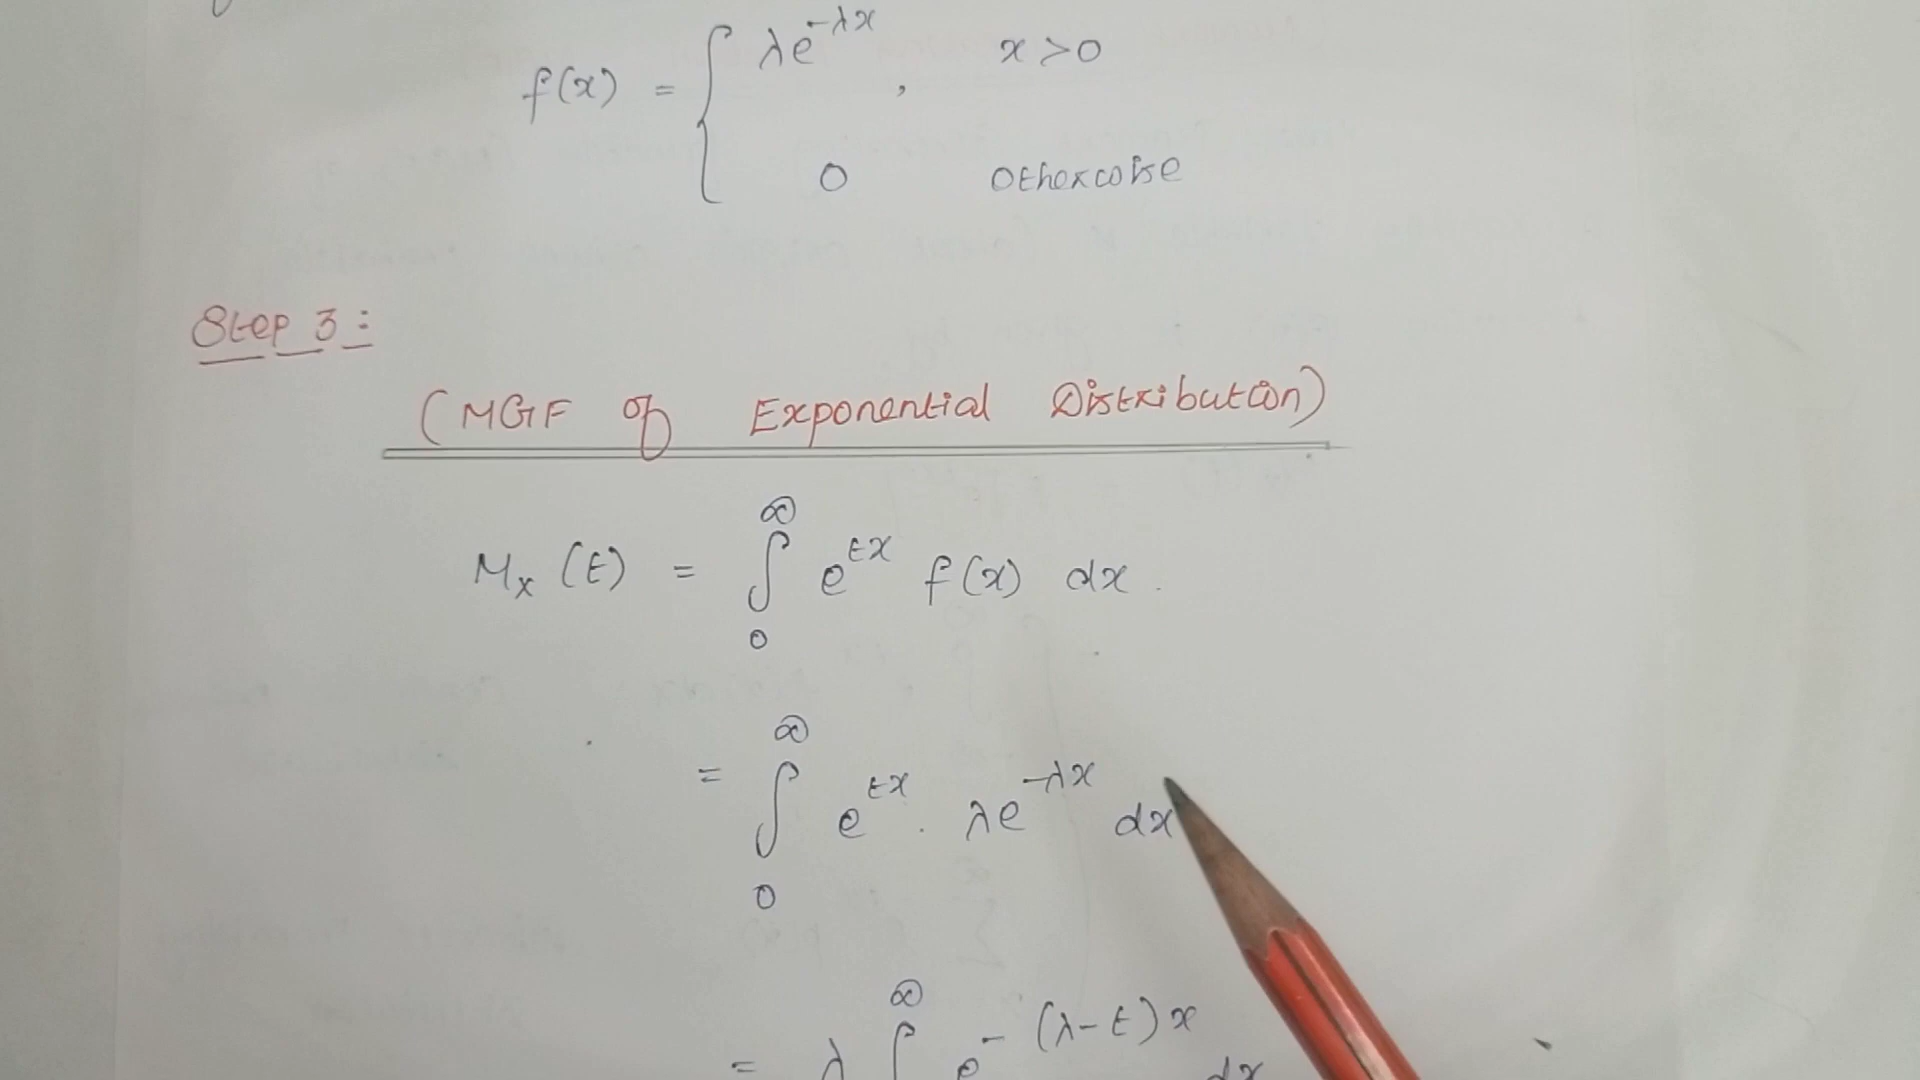 f(x) = { λe^{-λx} , x > 0
0 otherwise
Step 3:
(MGF of Exponential Distribution)
M_x (t) = ∫_0^∞ e^{tx} f(x) dx.
= ∫_0^∞ e^{tx} . λe^{-λx} dx
= λ ∫ ^∞ e^{-(λ-t)x} dx